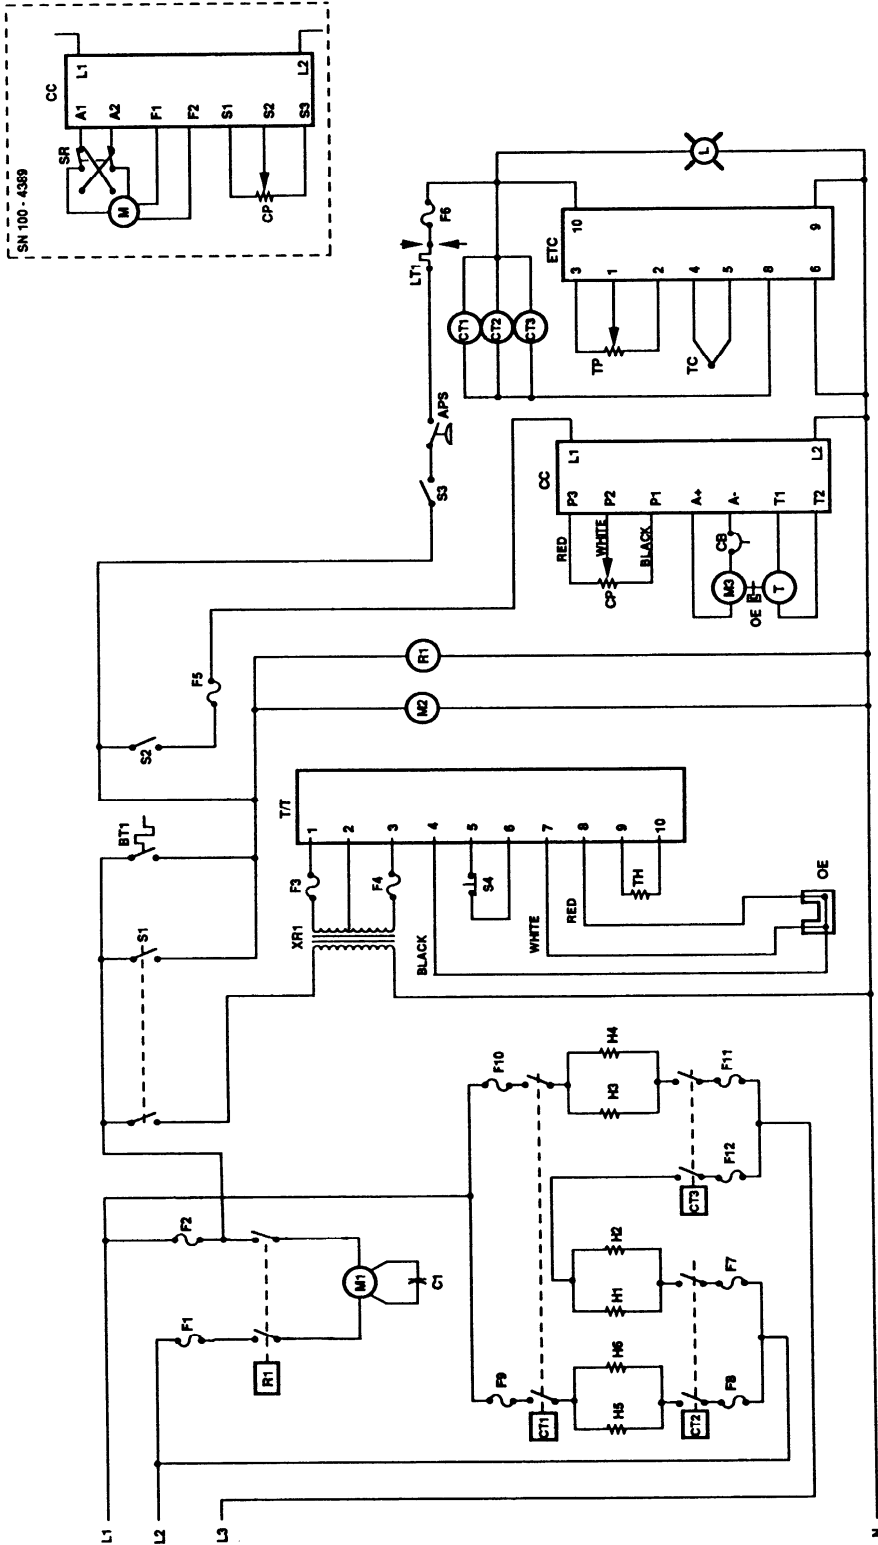 L1
L2
L3
N
F1
F2
R1
M1
C1
S1
BT1
S2
F5
S3
APS
LT1
F6
XR1
F3
F4
T/T
1
2
3
4
5
6
7
8
9
10
BLACK
S4
WHITE
RED
TH
OE
M2
R1
F9
F10
CT1
H5
H6
H1
H2
H3
H4
CT2
CT3
F8
F7
F12
F11
CC
L1
L2
P3
P2
P1
A+
A-
T1
T2
RED
WHITE
BLACK
CP
CB
M3
OE
T
CT1
CT2
CT3
ETC
10
9
3
1
2
4
5
8
6
TP
TC
L
SN 100 - 4389
CC
L1
L2
A1
A2
F1
F2
S1
S2
S3
SR
M
CP